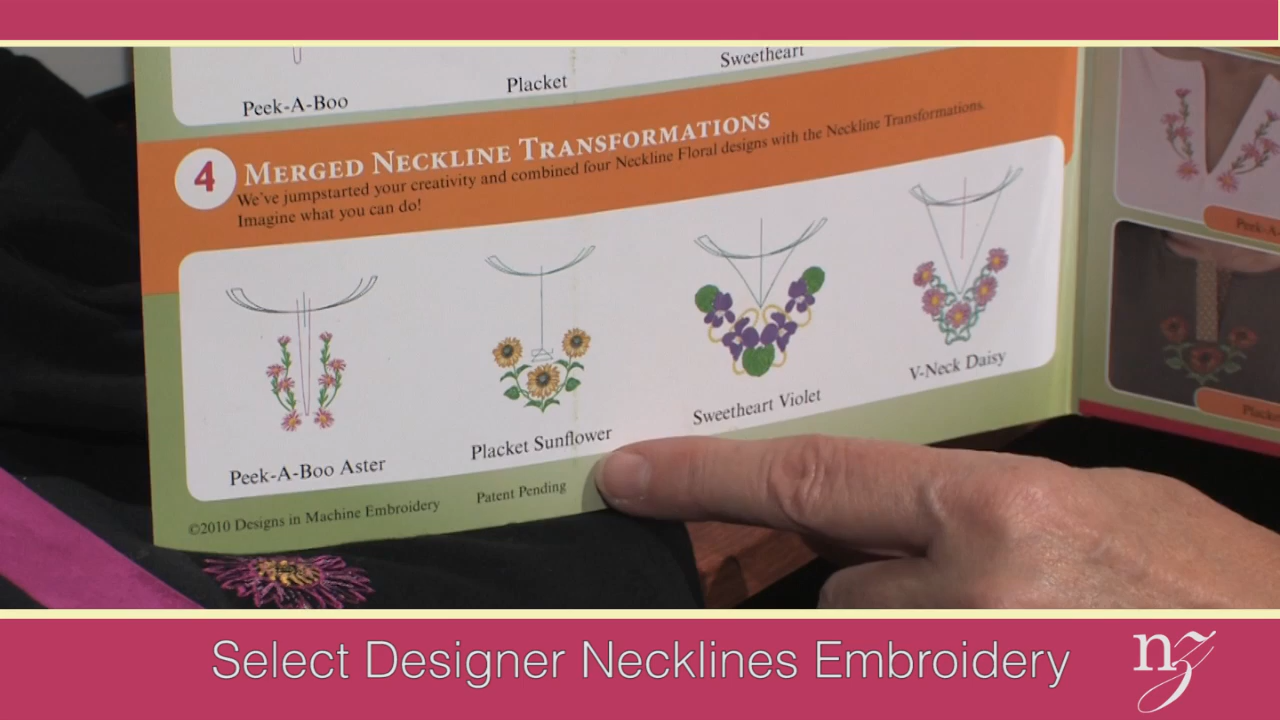 Sweetheart
Placket
Peek-A-Boo
4 MERGED NECKLINE TRANSFORMATIONS
We've jumpstarted your creativity and combined four Neckline Floral designs with the Neckline Transformations.
Imagine what you can do!
Peek-A-Boo Aster
Placket Sunflower
Sweetheart Violet
V-Neck Daisy
©2010 Designs in Machine Embroidery
Patent Pending
Peek-A
Placke
Select Designer Necklines Embroidery
nz